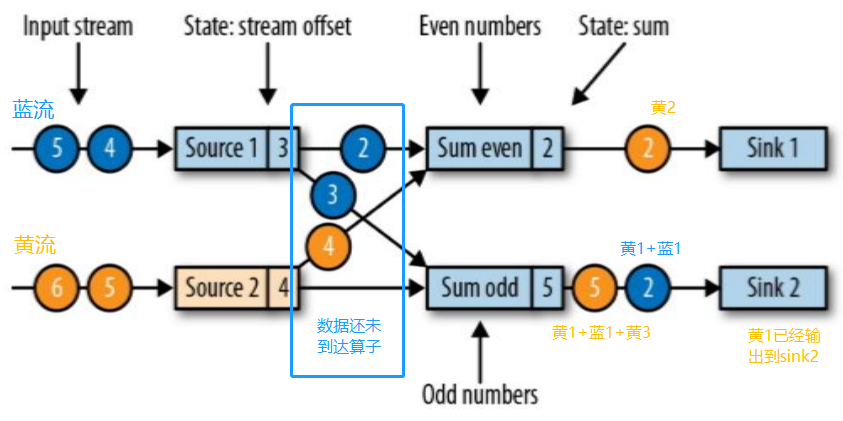 Input stream
State: stream offset
Even numbers
State: sum
蓝流
黄2
5
4
Source 1
3
2
Sum even
2
2
Sink 1
3
黄流
4
黄1+蓝1
6
5
Source 2
4
Sum odd
5
5
2
Sink 2
数据还未
到达算子
黄1+蓝1+黄3
黄1已经输
出到sink2
Odd numbers